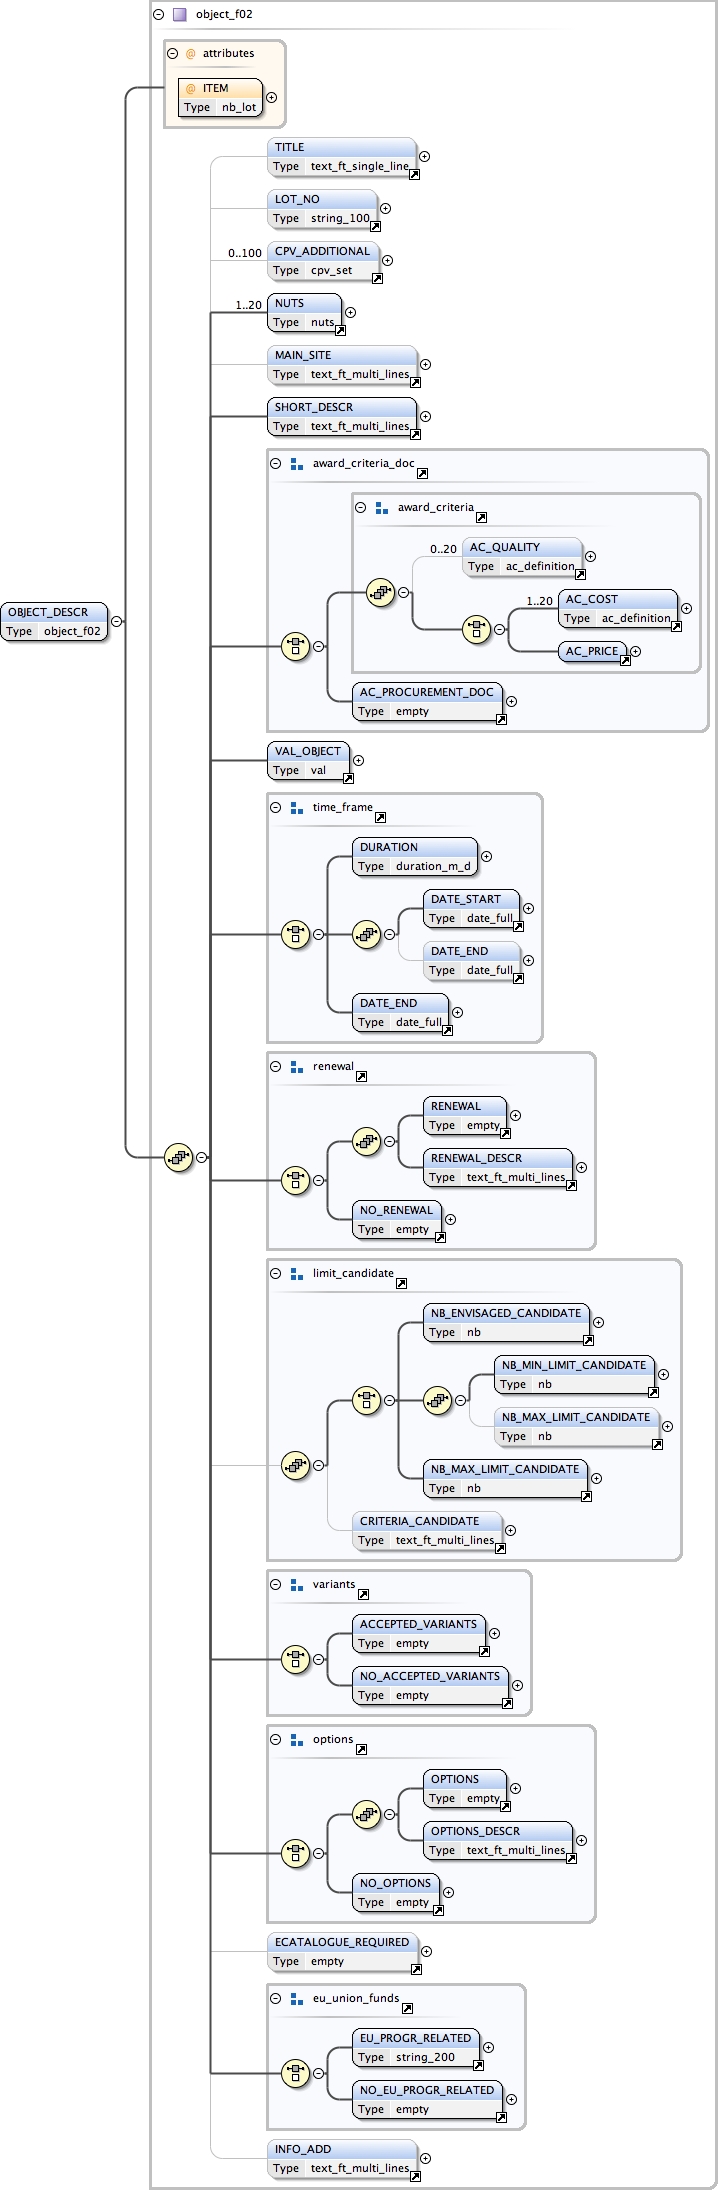 object_f02
@ attributes
@ ITEM
Type nb_lot
TITLE
Type text_ft_single_line
LOT_NO
Type string_100
0..100
CPV_ADDITIONAL
Type cpv_set
1..20
NUTS
Type nuts
MAIN_SITE
Type text_ft_multi_lines
SHORT_DESCR
Type text_ft_multi_lines
award_criteria_doc
award_criteria
0..20
AC_QUALITY
Type ac_definition
1..20
AC_COST
Type ac_definition
AC_PRICE
OBJECT_DESCR
Type object_f02
AC_PROCUREMENT_DOC
Type empty
VAL_OBJECT
Type val
time_frame
DURATION
Type duration_m_d
DATE_START
Type date_full
DATE_END
Type date_full
DATE_END
Type date_full
renewal
RENEWAL
Type empty
RENEWAL_DESCR
Type text_ft_multi_lines
NO_RENEWAL
Type empty
limit_candidate
NB_ENVISAGED_CANDIDATE
Type nb
NB_MIN_LIMIT_CANDIDATE
Type nb
NB_MAX_LIMIT_CANDIDATE
Type nb
NB_MAX_LIMIT_CANDIDATE
Type nb
CRITERIA_CANDIDATE
Type text_ft_multi_lines
variants
ACCEPTED_VARIANTS
Type empty
NO_ACCEPTED_VARIANTS
Type empty
options
OPTIONS
Type empty
OPTIONS_DESCR
Type text_ft_multi_lines
NO_OPTIONS
Type empty
ECATALOGUE_REQUIRED
Type empty
eu_union_funds
EU_PROGR_RELATED
Type string_200
NO_EU_PROGR_RELATED
Type empty
INFO_ADD
Type text_ft_multi_lines